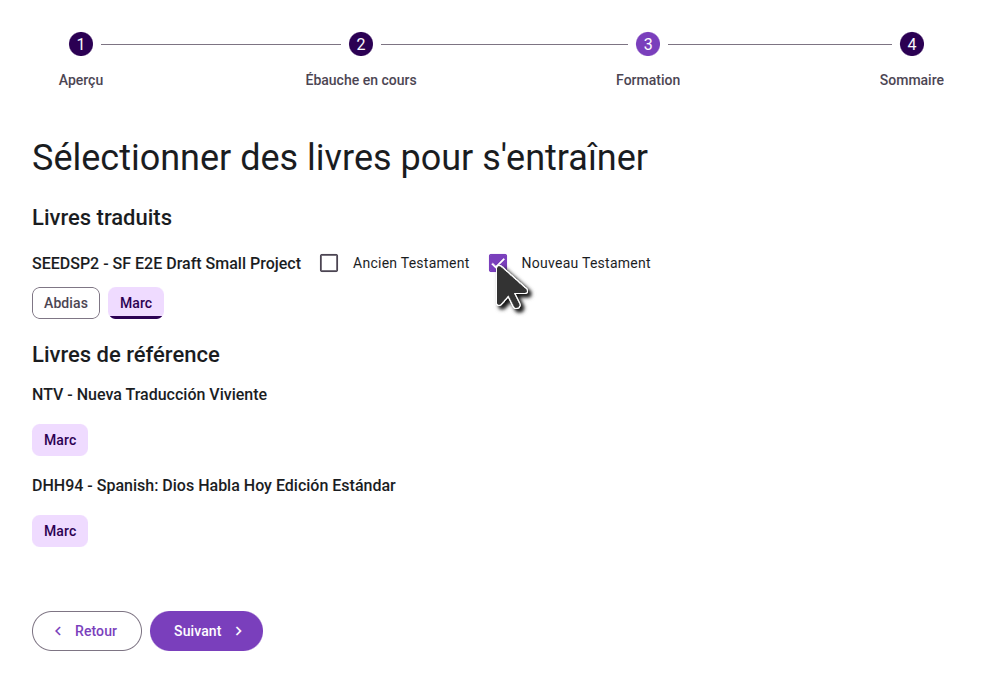 1 2 3 4
Aperçu Ébauche en cours Formation Sommaire
Sélectionner des livres pour s'entraîner
Livres traduits
SEEDSP2 - SF E2E Draft Small Project Ancien Testament Nouveau Testament
Abdias Marc
Livres de référence
NTV - Nueva Traducción Viviente
Marc
DHH94 - Spanish: Dios Habla Hoy Edición Estándar
Marc
Retour Suivant